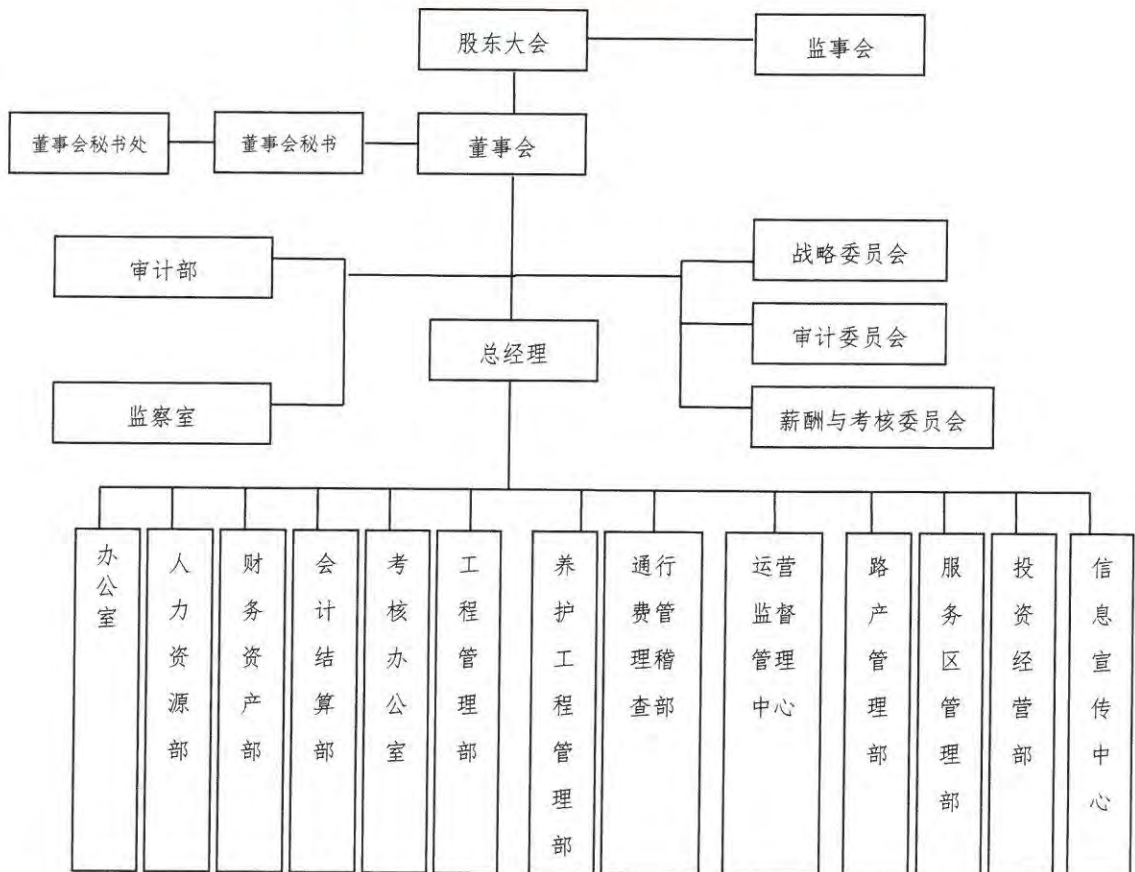 股东大会
监事会
董事会秘书处
董事会秘书
董事会
审计部
战略委员会
审计委员会
总经理
监察室
薪酬与考核委员会
办公室
人力资源部
财务资产部
会计结算部
考核办公室
工程管理部
养护工程管理部
通行
费管
理稽
查部
运营
监督
管理
中心
路产管理部
服务区管理部
投资经营部
信息宣传中心